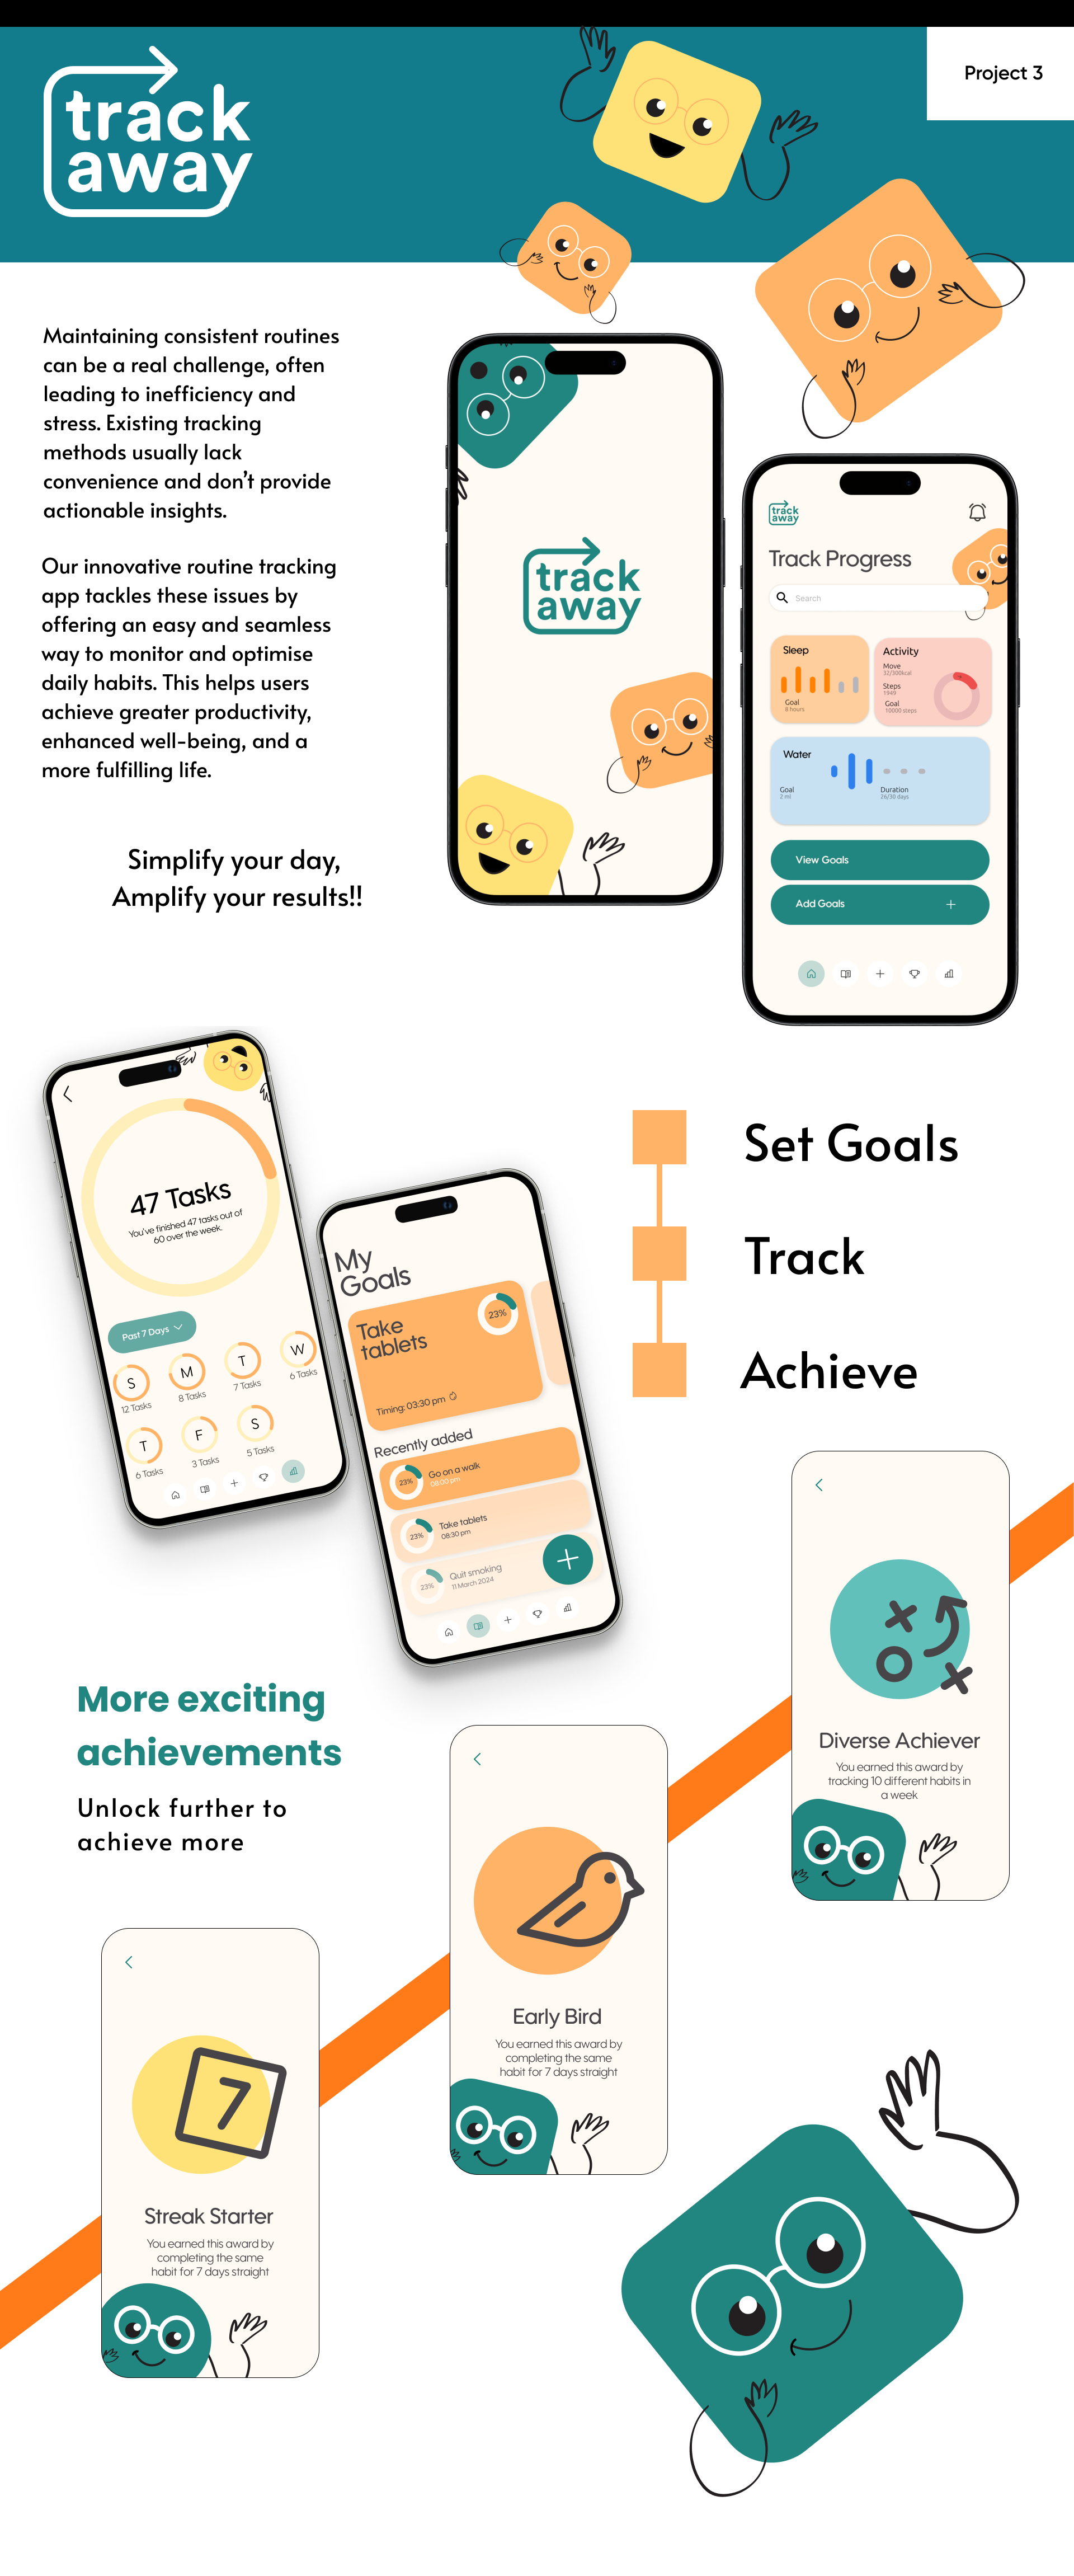 track
away
Project 3
Maintaining consistent routines
can be a real challenge, often
leading to inefficiency and
stress. Existing tracking
methods usually lack
convenience and don't provide
actionable insights.
Our innovative routine tracking
app tackles these issues by
offering an easy and seamless
way to monitor and optimise
daily habits. This helps users
achieve greater productivity,
enhanced well-being, and a
more fulfilling life.
Simplify your day,
Amplify your results!!
track
away
track
away
Track Progress
Search
Sleep
Goal
8 hours
Activity
Move
32/300kcal
Steps
1949
Goal
10000 steps
Water
Goal
2 ml
Duration
26/30 days
View Goals
Add Goals
47 Tasks
You've finished 47 tasks out of
60 over the week.
Past 7 Days
S
12 Tasks
M
8 Tasks
T
7 Tasks
W
6 Tasks
T
6 Tasks
F
3 Tasks
S
5 Tasks
My
Goals
Take
tablets
23%
Timing: 03:30 pm
Recently added
23%
Go on a walk
08:00 pm
23%
Take tablets
08:30 pm
23%
Quit smoking
11 March 2024
Set Goals
Track
Achieve
More exciting
achievements
Unlock further to
achieve more
Diverse Achiever
You earned this award by
tracking 10 different habits in
a week
Early Bird
You earned this award by
completing the same
habit for 7 days straight
7
Streak Starter
You earned this award by
completing the same
habit for 7 days straight